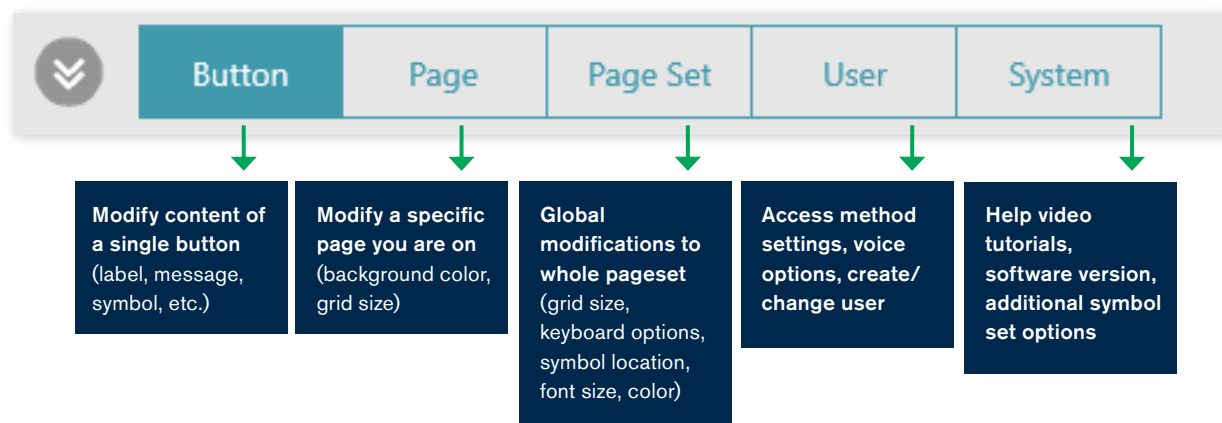 Button
Page
Page Set
User
System
Modify content of
a single button
(label, message,
symbol, etc.)
Modify a specific
page you are on
(background color,
grid size)
Global
modifications to
whole pageset
(grid size,
keyboard options,
symbol location,
font size, color)
Access method
settings, voice
options, create/
change user
Help video
tutorials,
software version,
additional symbol
set options